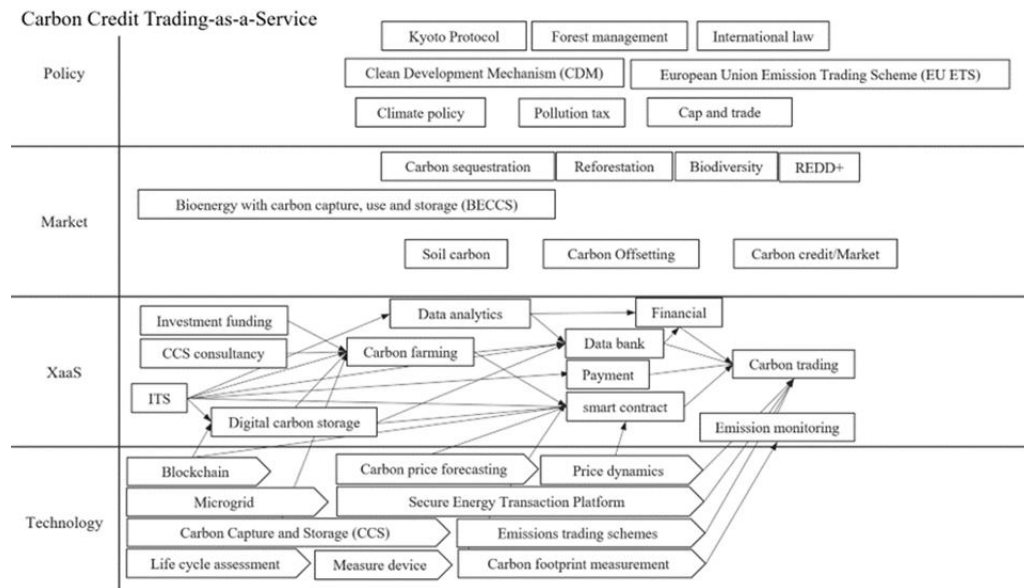 Carbon Credit Trading-as-a-Service
Policy
Kyoto Protocol
Forest management
International law
Clean Development Mechanism (CDM)
European Union Emission Trading Scheme (EU ETS)
Climate policy
Pollution tax
Cap and trade
Market
Carbon sequestration
Reforestation
Biodiversity
REDD+
Bioenergy with carbon capture, use and storage (BECCS)
Soil carbon
Carbon Offsetting
Carbon credit/Market
XaaS
Investment funding
Data analytics
Financial
CCS consultancy
Carbon farming
Data bank
Carbon trading
Payment
ITS
Digital carbon storage
smart contract
Emission monitoring
Technology
Blockchain
Carbon price forecasting
Price dynamics
Microgrid
Secure Energy Transaction Platform
Carbon Capture and Storage (CCS)
Emissions trading schemes
Life cycle assessment
Measure device
Carbon footprint measurement